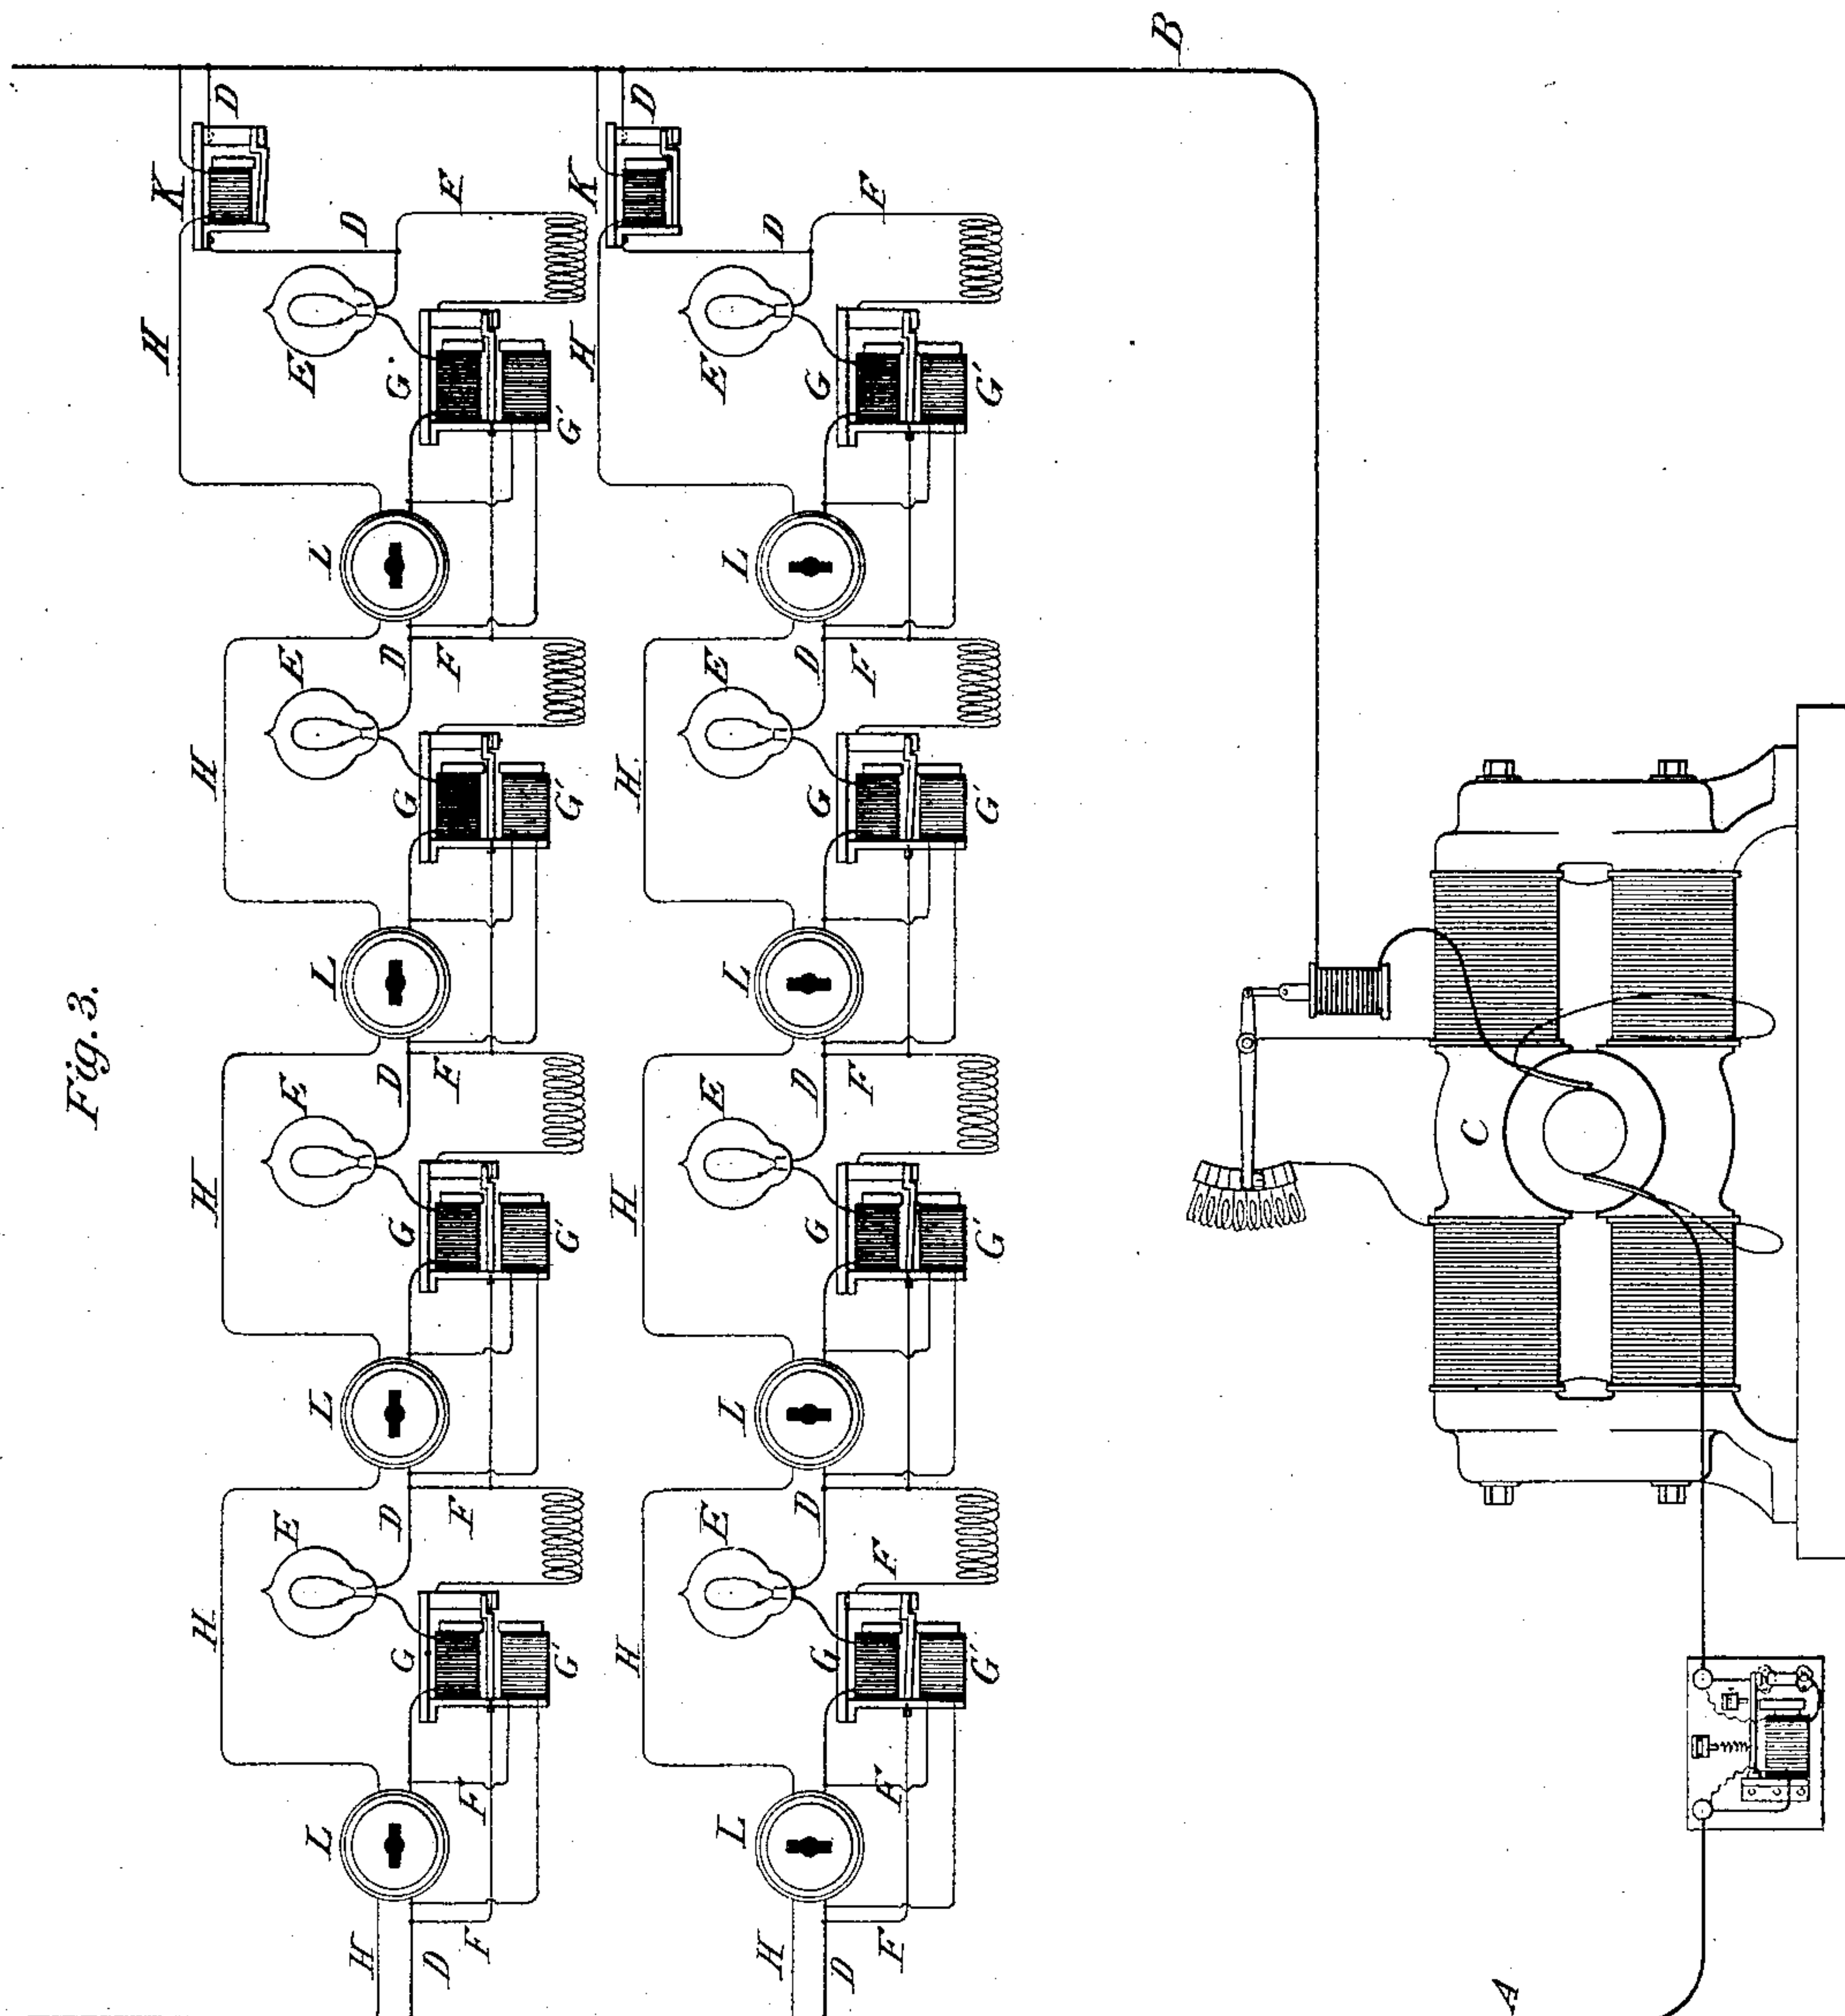 Fig. 3.
B
K D K D
H D F H D F
E G' G' E G G'
L L
H E D F H E D F
G G' G G'
L L
H E D F H E D F
G G' G G'
L L
C
H E D F H E D F
G G' G G'
L F L F
H D F H D F
A